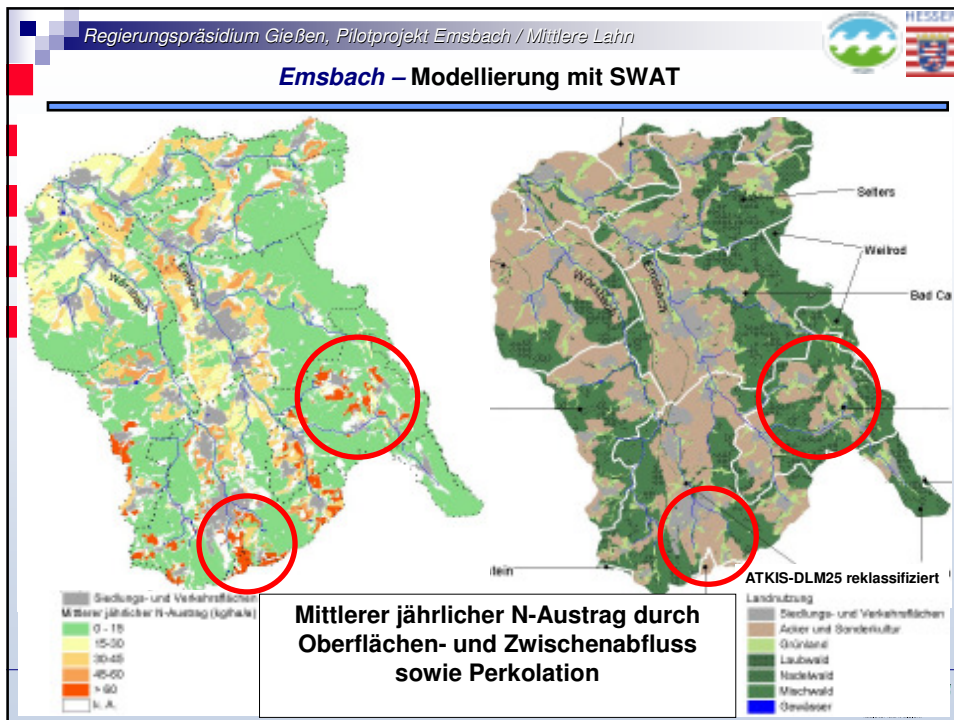 Regierungspräsidium Gießen, Pilotprojekt Emsbach / Mittlere Lahn
HESSEN
Emsbach – Modellierung mit SWAT
Wörsbach
Emsbach
Wörsbach
Emsbach
Selters
Weilrod
Bad Ca
stein
ATKIS-DLM25 reklassifiziert
Siedlungs- und Verkehrsflächen
Mittlerer jährlicher N-Austrag (kg/ha/a)
0 - 15
15-30
30-45
45-60
> 60
k. A.
Mittlerer jährlicher N-Austrag durch
Oberflächen- und Zwischenabfluss
sowie Perkolation
Landnutzung
Siedlungs- und Verkehrsflächen
Acker und Sonderkultur
Grünland
Laubwald
Nadelwald
Mischwald
Gewässer